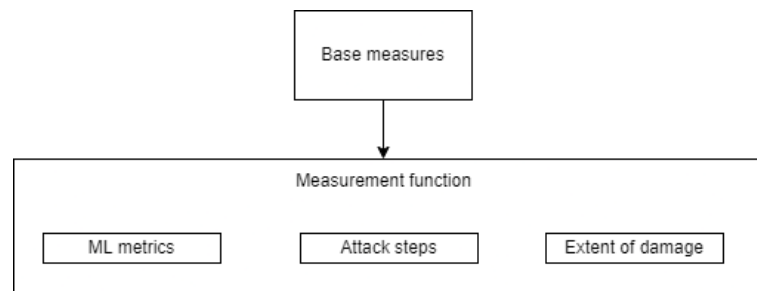 Base measures
Measurement function
ML metrics
Attack steps
Extent of damage